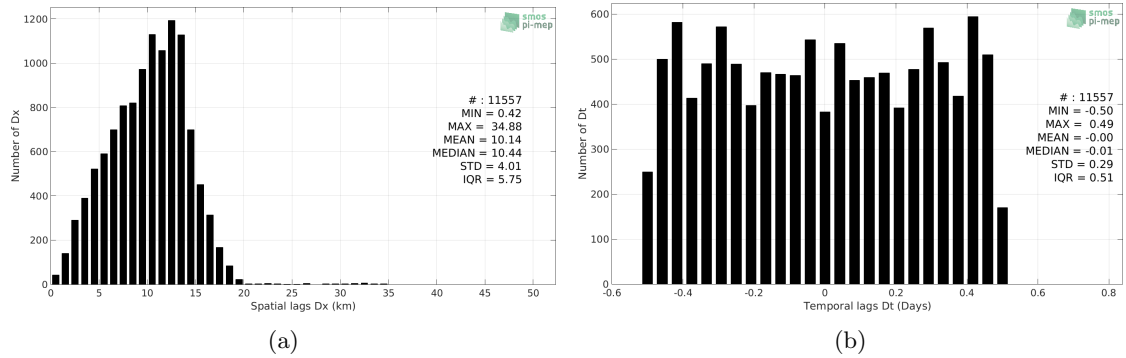 smos
pi-mep
1200
1000
800
600
400
200
0
Number of Dx
# : 11557
MIN = 0.42
MAX = 34.88
MEAN = 10.14
MEDIAN = 10.44
STD = 4.01
IQR = 5.75
0 5 10 15 20 25 30 35 40 45 50
Spatial lags Dx (km)
(a)
smos
pi-mep
600
500
400
300
200
100
0
Number of Dt
# : 11557
MIN = -0.50
MAX = 0.49
MEAN = -0.00
MEDIAN = -0.01
STD = 0.29
IQR = 0.51
-0.6 -0.4 -0.2 0 0.2 0.4 0.6 0.8
Temporal lags Dt (Days)
(b)